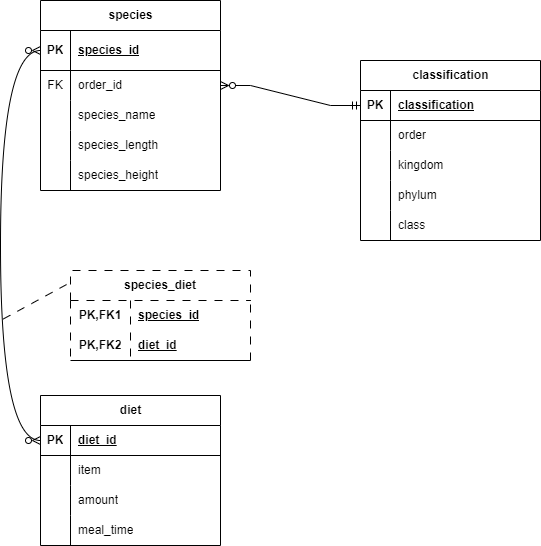 species
PK species_id
FK order_id
species_name
species_length
species_height
classification
PK classification
order
kingdom
phylum
class
species_diet
PK,FK1 species_id
PK,FK2 diet_id
diet
PK diet_id
item
amount
meal_time